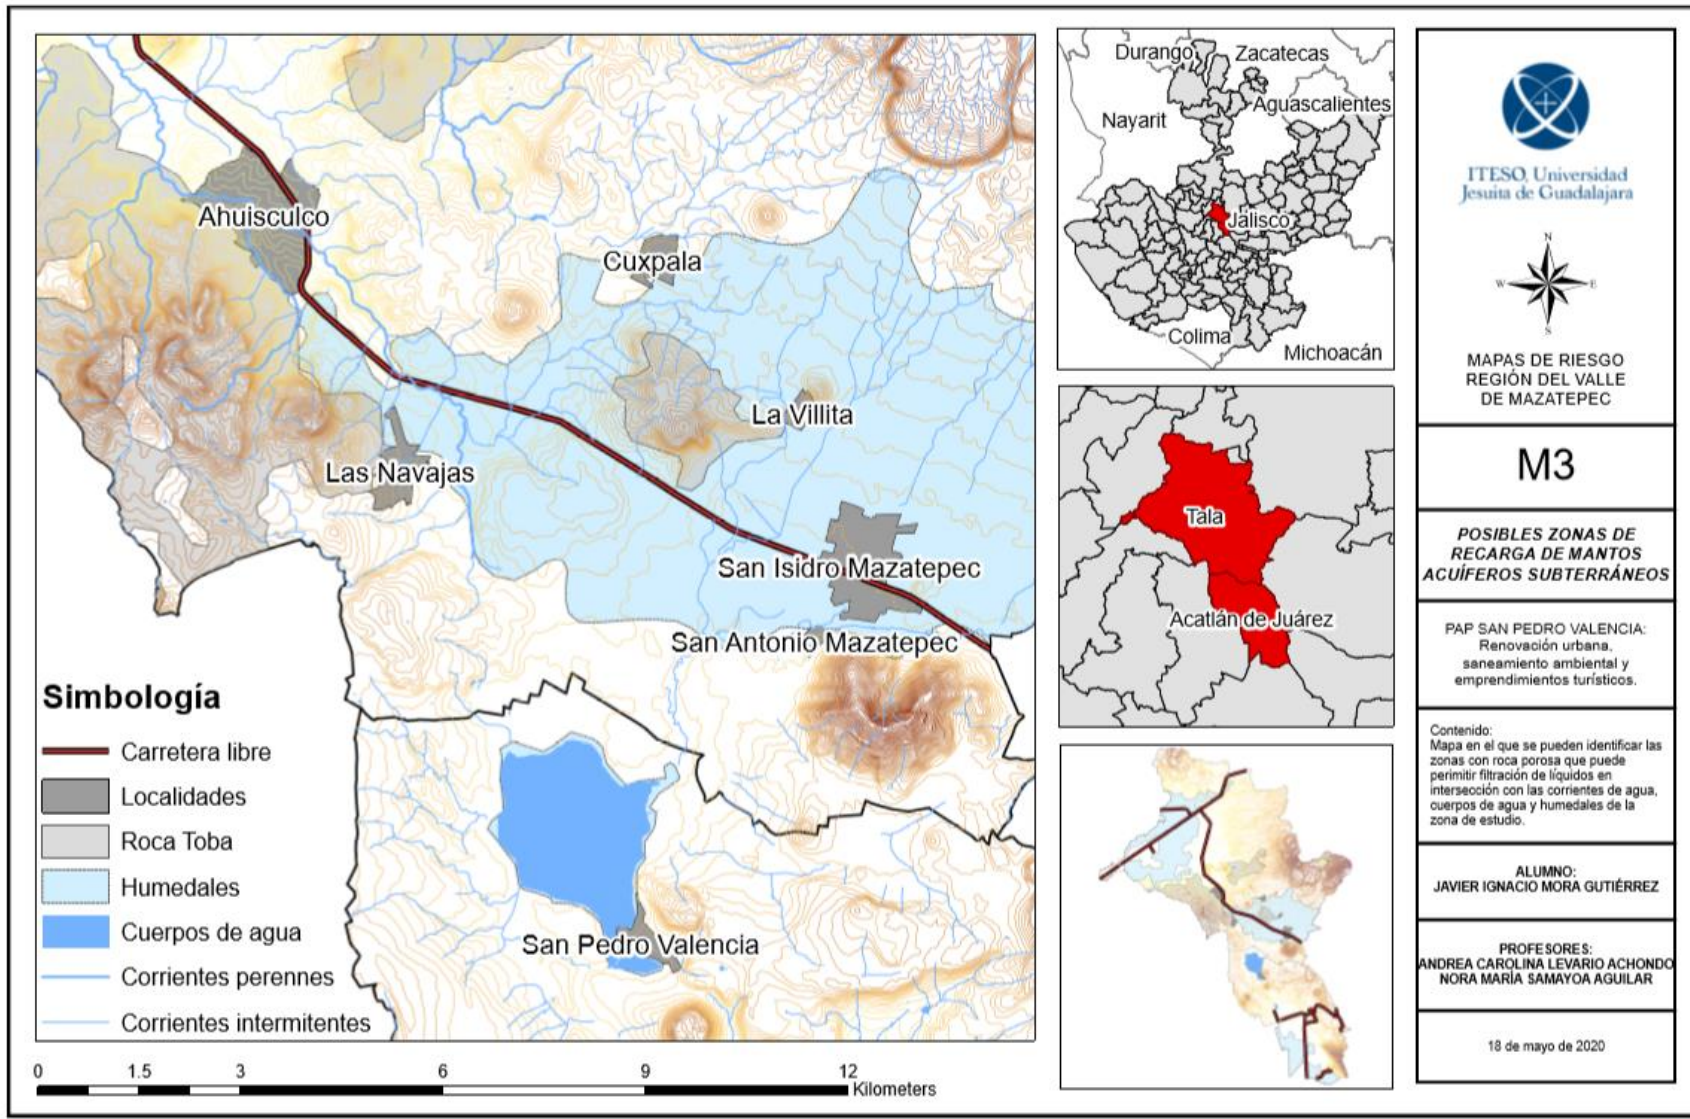 Ahuisculco
Cuxpala
La Villita
Las Navajas
San Isidro Mazatepec
San Antonio Mazatepec
San Pedro Valencia
Simbología
Carretera libre
Localidades
Roca Toba
Humedales
Cuerpos de agua
Corrientes perennes
Corrientes intermitentes
0 1.5 3 6 9 12
Kilometers
Durango
Zacatecas
Aguascalientes
Nayarit
Jalisco
Colima
Michoacán
Tala
Acatlán de Juárez
ITESO, Universidad
Jesuita de Guadalajara
N
W E
S
MAPAS DE RIESGO
REGIÓN DEL VALLE
DE MAZATEPEC
M3
POSIBLES ZONAS DE
RECARGA DE MANTOS
ACUÍFEROS SUBTERRÁNEOS
PAP SAN PEDRO VALENCIA:
Renovación urbana,
saneamiento ambiental y
emprendimientos turísticos.
Contenido:
Mapa en el que se pueden identificar las
zonas con roca porosa que puede
perimitir filtración de líquidos en
intersección con las corrientes de agua,
cuerpos de agua y humedales de la
zona de estudio.
ALUMNO:
JAVIER IGNACIO MORA GUTIÉRREZ
PROFESORES:
ANDREA CAROLINA LEVARIO ACHONDO
NORA MARÍA SAMAYOA AGUILAR
18 de mayo de 2020